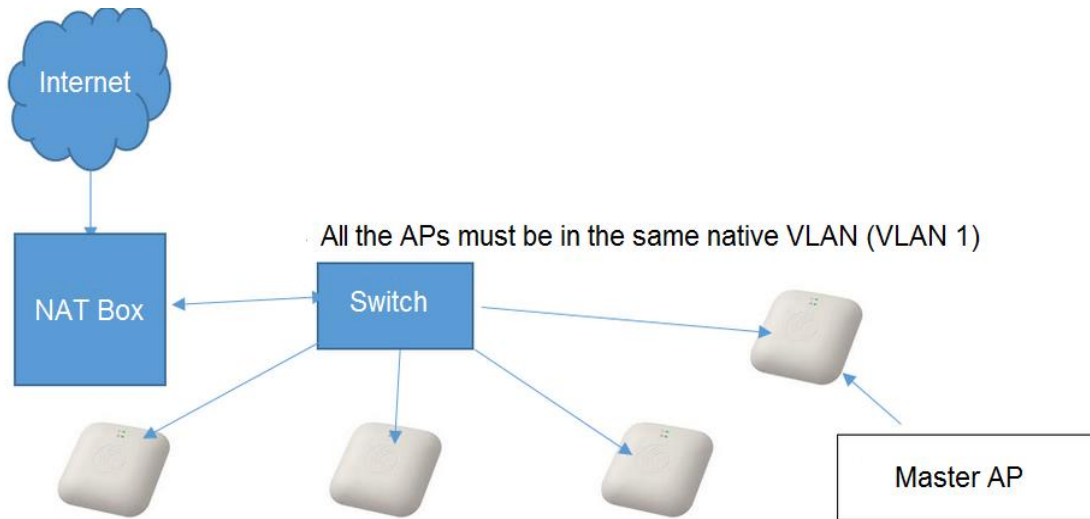 Internet
All the APs must be in the same native VLAN (VLAN 1)
NAT Box
Switch
Master AP